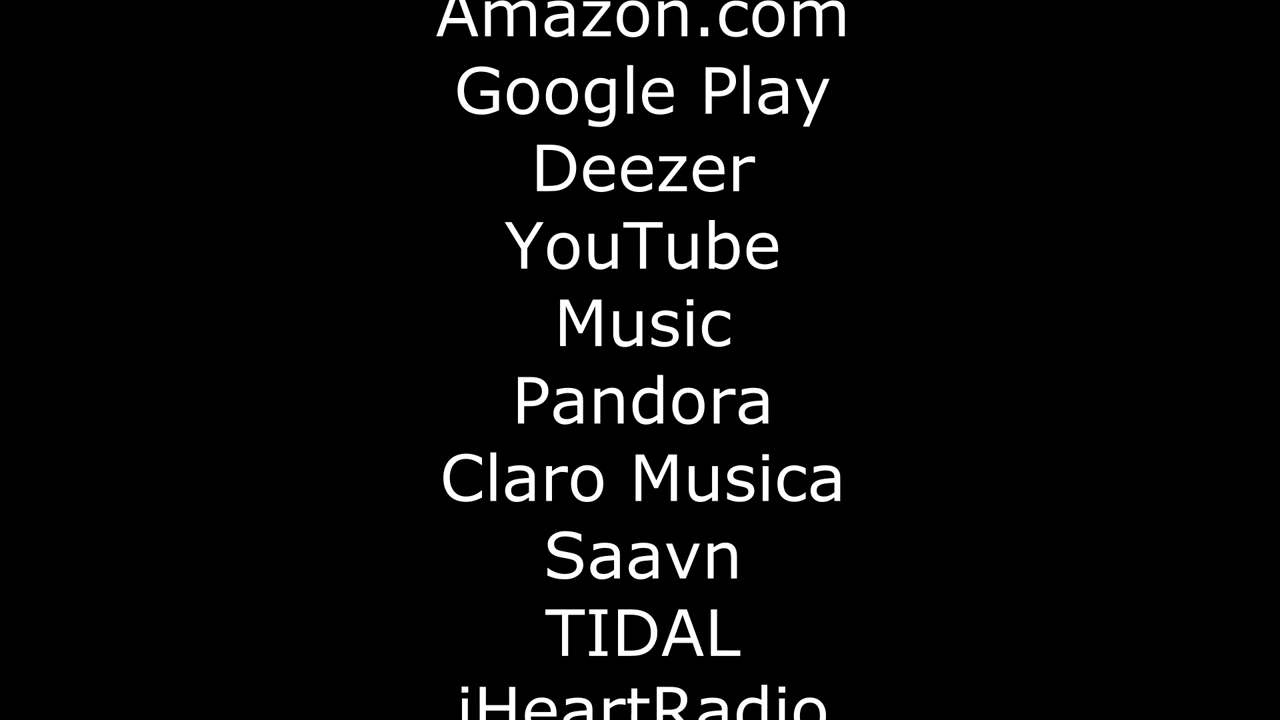 Amazon.com
Google Play
Deezer
YouTube
Music
Pandora
Claro Musica
Saavn
TIDAL
iHeartRadio